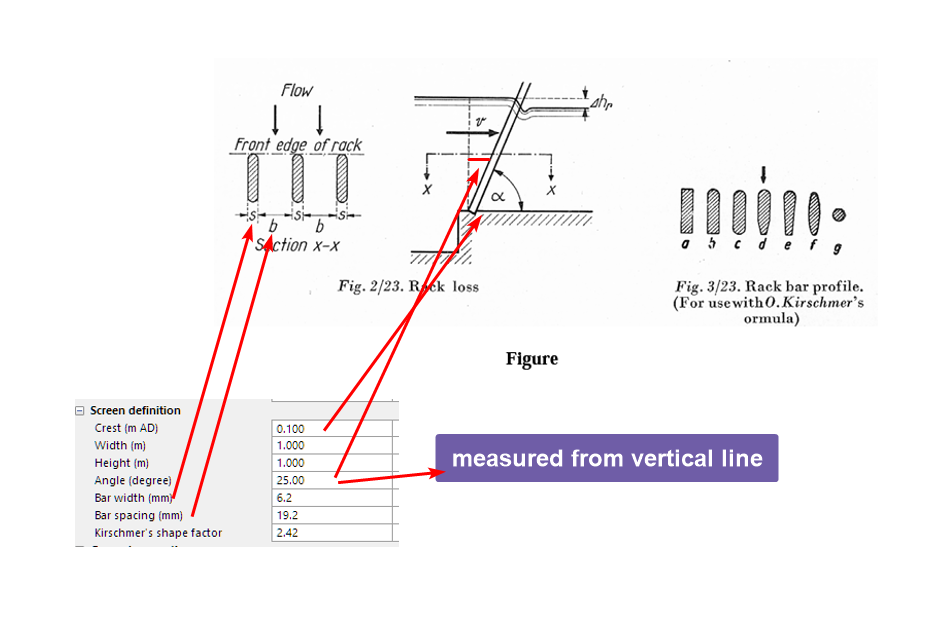 Flow
Front edge of rack
s s s
b b
Section x-x
v
Δhr
x x
α
Fig. 2/23. Rack loss
a b c d e f g
Fig. 3/23. Rack bar profile.
(For use with O. Kirschmer's
ormula)
Figure
Screen definition
Crest (m AD) 0.100
Width (m) 1.000
Height (m) 1.000
Angle (degree) 25.00
Bar width (mm) 6.2
Bar spacing (mm) 19.2
Kirschmer's shape factor 2.42
measured from vertical line